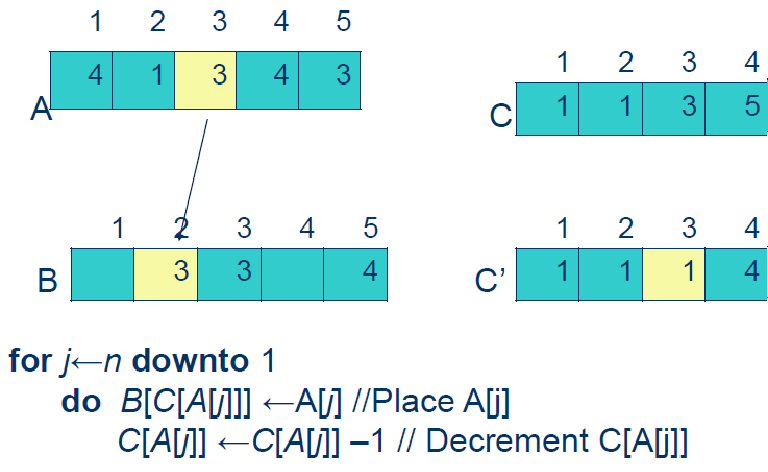 1 2 3 4 5
4 1 3 4 3
A
1 2 3 4
1 1 3 5
C
1 2 3 4 5
3 3 4
B
1 2 3 4
1 1 1 4
C’
for j←n downto 1
do B[C[A[j]]] ←A[j] //Place A[j]
C[A[j]] ←C[A[j]] –1 // Decrement C[A[j]]